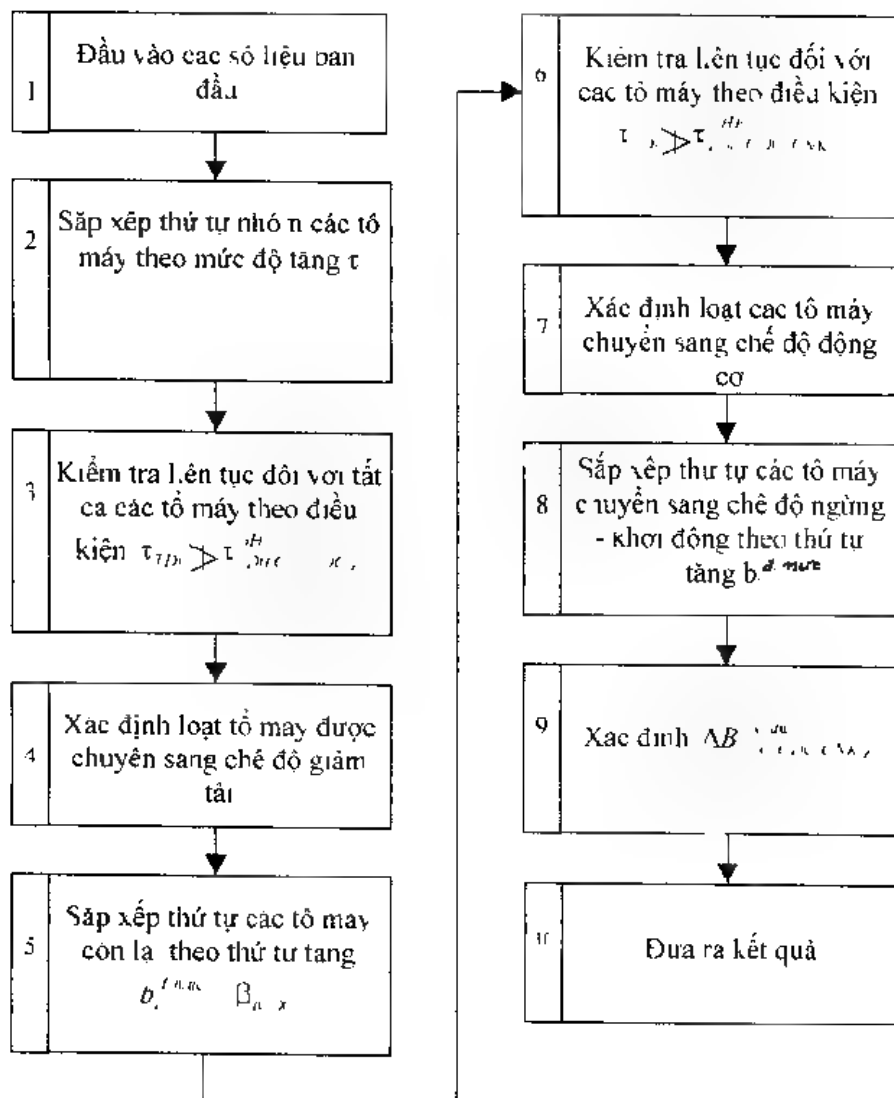 1
Đầu vào các số liệu ban
đầu
2
Sắp xếp thứ tự nhóm các tổ
máy theo mức độ tăng τ
3
Kiểm tra liên tục đối với tất
cả các tổ máy theo điều
kiện
4
Xác định loạt tổ máy được
chuyển sang chế độ giảm
tải
5
Sắp xếp thứ tự các tổ máy
còn lại theo thứ tự tăng
6
Kiểm tra liên tục đối với
các tổ máy theo điều kiện
7
Xác định loạt các tổ máy
chuyển sang chế độ động
cơ
8
Sắp xếp thứ tự các tổ máy
chuyển sang chế độ ngừng
- khởi động theo thứ tự
tăng b
9
Xác định ΔB
10
Đưa ra kết quả